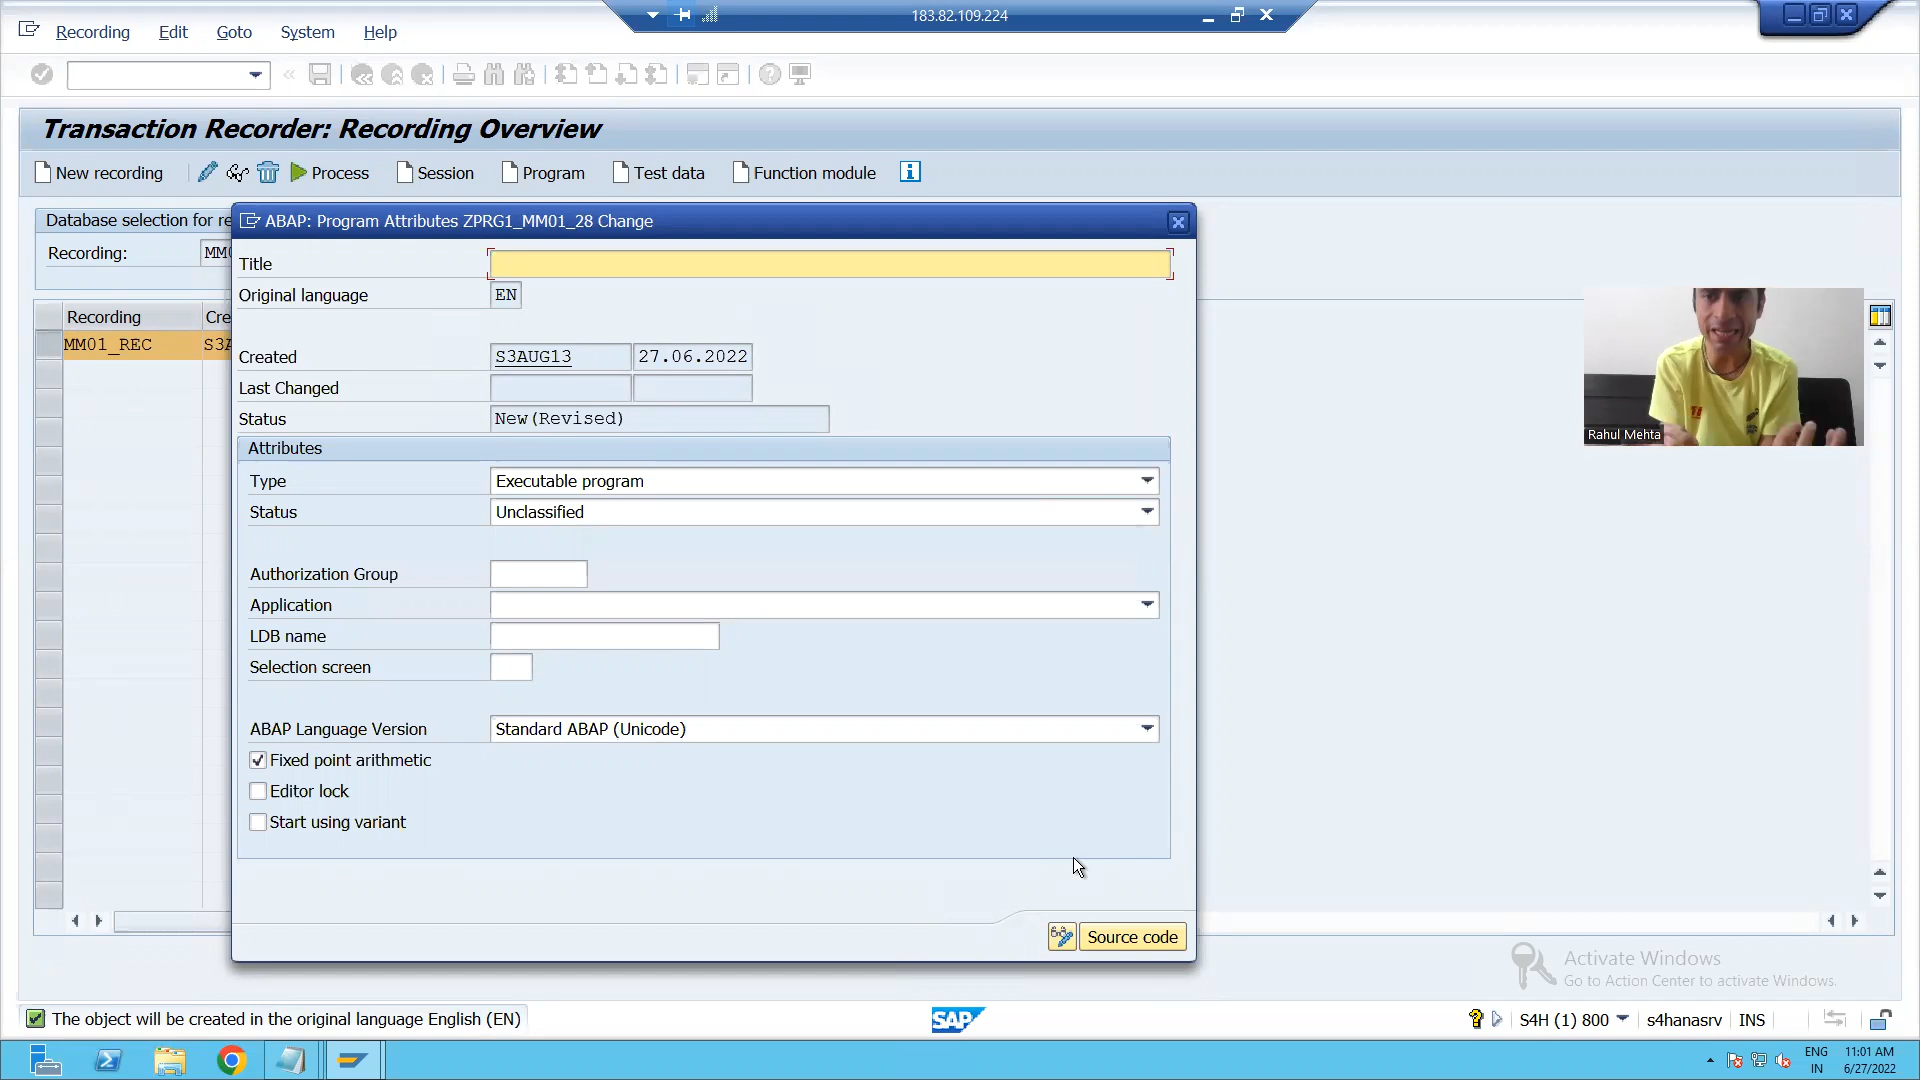 183.82.109.224
Recording Edit Goto System Help
Transaction Recorder: Recording Overview
New recording Process Session Program Test data Function module
Database selection for re
Recording: MM0
Recording Cre
MM01_REC S3A
ABAP: Program Attributes ZPRG1_MM01_28 Change
Title
Original language EN
Created S3AUG13 27.06.2022
Last Changed
Status New(Revised)
Attributes
Type Executable program
Status Unclassified
Authorization Group
Application
LDB name
Selection screen
ABAP Language Version Standard ABAP (Unicode)
Fixed point arithmetic
Editor lock
Start using variant
Source code
Rahul Mehta
Activate Windows
Go to Action Center to activate Windows.
The object will be created in the original language English (EN)
SAP
S4H (1) 800 s4hanasrv INS
ENG 11:01 AM
IN 6/27/2022